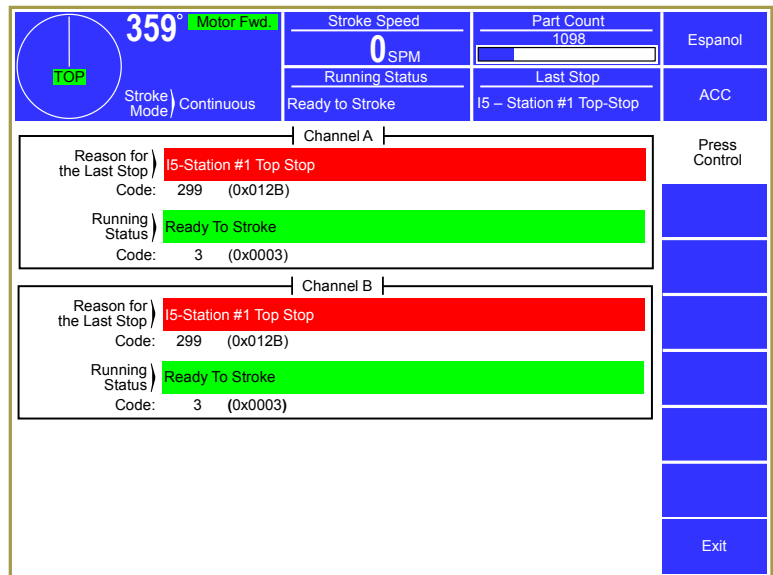 359° Motor Fwd.
TOP
Stroke
Mode) Continuous
Stroke Speed
0 SPM
Part Count
1098
Running Status
Ready to Stroke
Last Stop
I5 – Station #1 Top-Stop
Espanol
ACC
Press
Control
Channel A
Reason for
the Last Stop) I5-Station #1 Top Stop
Code: 299 (0x012B)
Running
Status) Ready To Stroke
Code: 3 (0x0003)
Channel B
Reason for
the Last Stop) I5-Station #1 Top Stop
Code: 299 (0x012B)
Running
Status) Ready To Stroke
Code: 3 (0x0003)
Exit